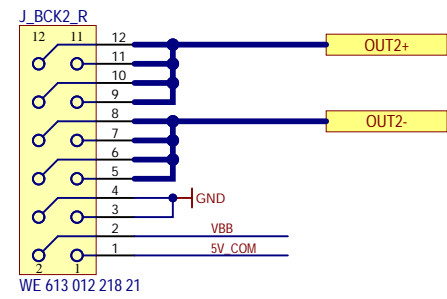 J_BCK2_R
12 11
12
OUT2+
11
10
9
8
OUT2-
7
6
5
4
GND
3
2 VBB
1 5V_COM
2 1
WE 613 012 218 21